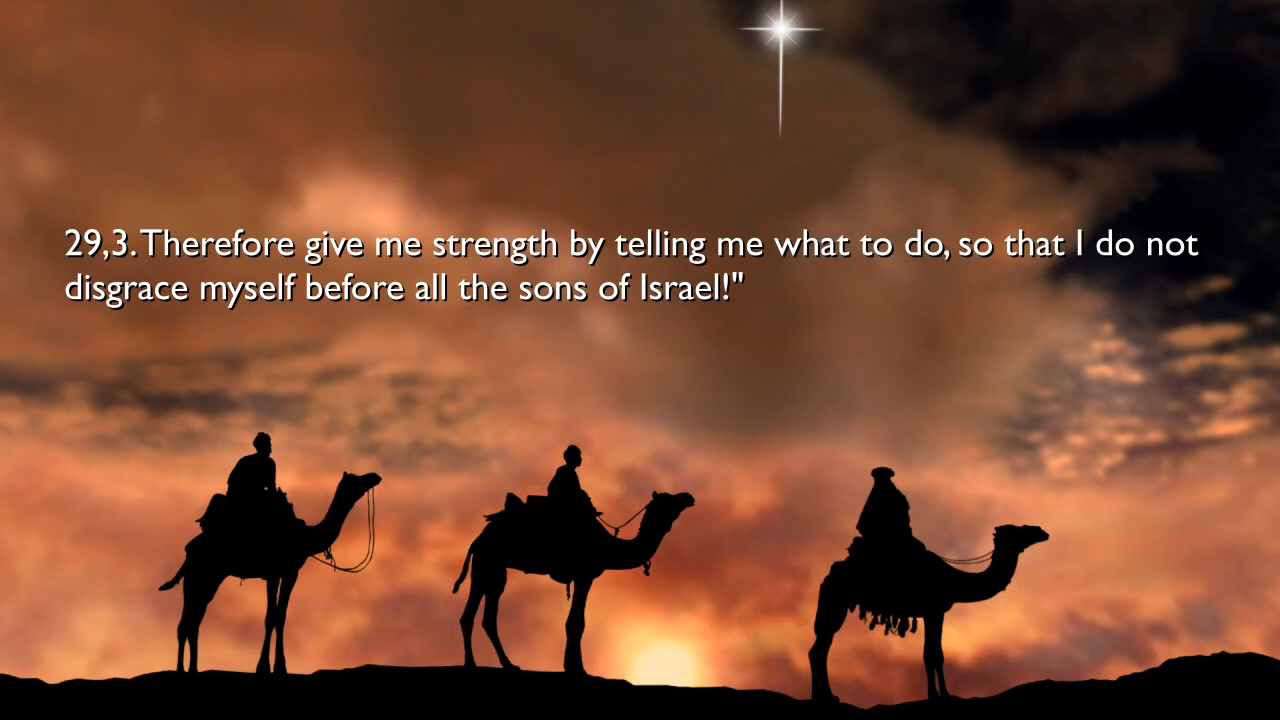 29,3. Therefore give me strength by telling me what to do, so that I do not
disgrace myself before all the sons of Israel!"